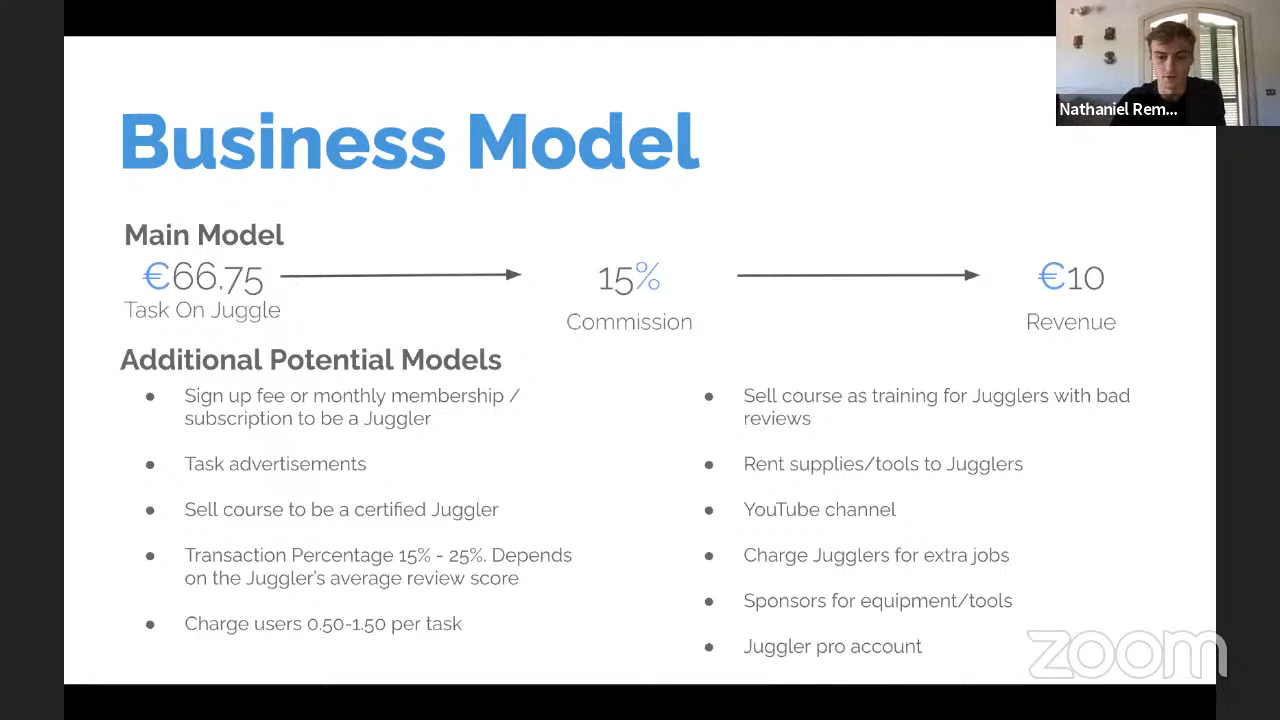 Business Model
Nathaniel Rem...
Main Model
€66.75
15%
€10
Task On Juggle
Commission
Revenue
Additional Potential Models
● Sign up fee or monthly membership /
subscription to be a Juggler
● Task advertisements
● Sell course to be a certified Juggler
● Transaction Percentage 15% - 25%. Depends
on the Juggler's average review score
● Charge users 0.50-1.50 per task
● Sell course as training for Jugglers with bad
reviews
● Rent supplies/tools to Jugglers
● YouTube channel
● Charge Jugglers for extra jobs
● Sponsors for equipment/tools
● Juggler pro account
zoom